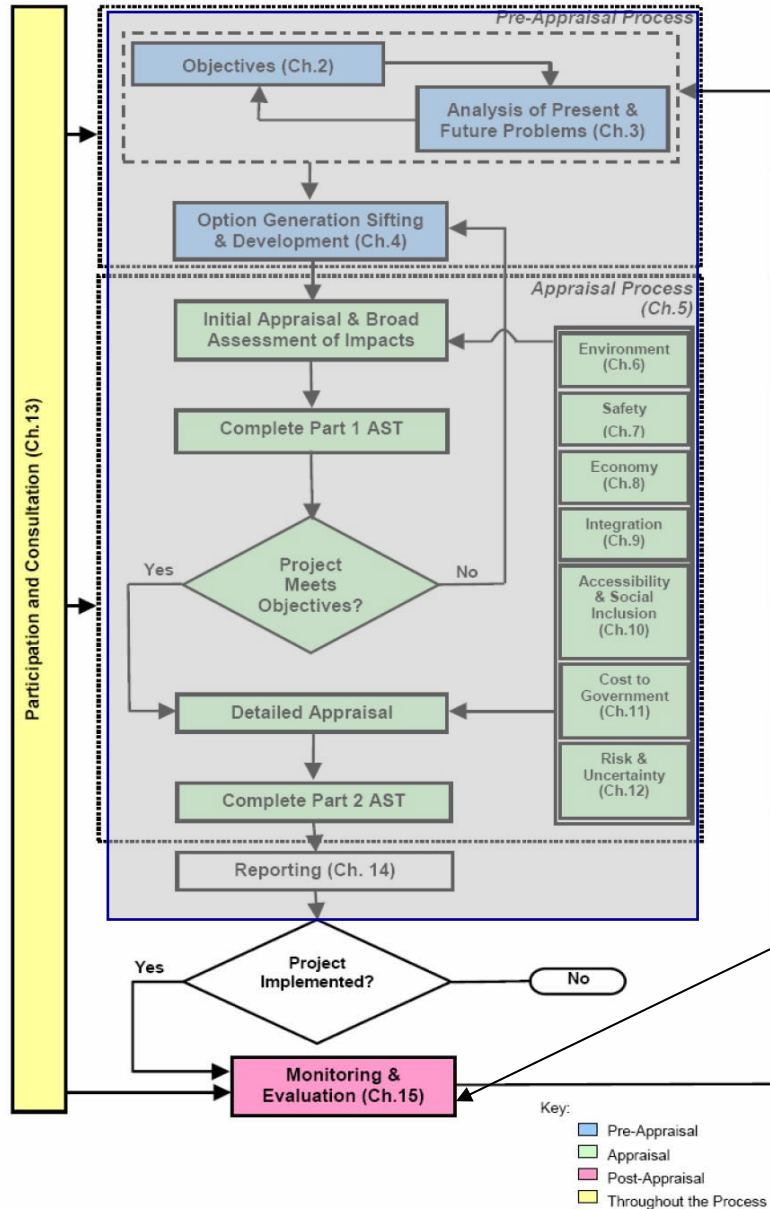 Pre-Appraisal Process
Objectives (Ch.2)
Analysis of Present &
Future Problems (Ch.3)
Option Generation Sifting
& Development (Ch.4)
Appraisal Process
(Ch.5)
Initial Appraisal & Broad
Assessment of Impacts
Environment
(Ch.6)
Safety
(Ch.7)
Complete Part 1 AST
Economy
(Ch.8)
Integration
(Ch.9)
Participation and Consultation (Ch.13)
Yes
Project
Meets
Objectives?
No
Accessibility
& Social
Inclusion
(Ch.10)
Cost to
Government
(Ch.11)
Detailed Appraisal
Risk &
Uncertainty
(Ch.12)
Complete Part 2 AST
Reporting (Ch. 14)
Yes
Project
Implemented?
No
Monitoring &
Evaluation (Ch.15)
Key:
Pre-Appraisal
Appraisal
Post-Appraisal
Throughout the Process